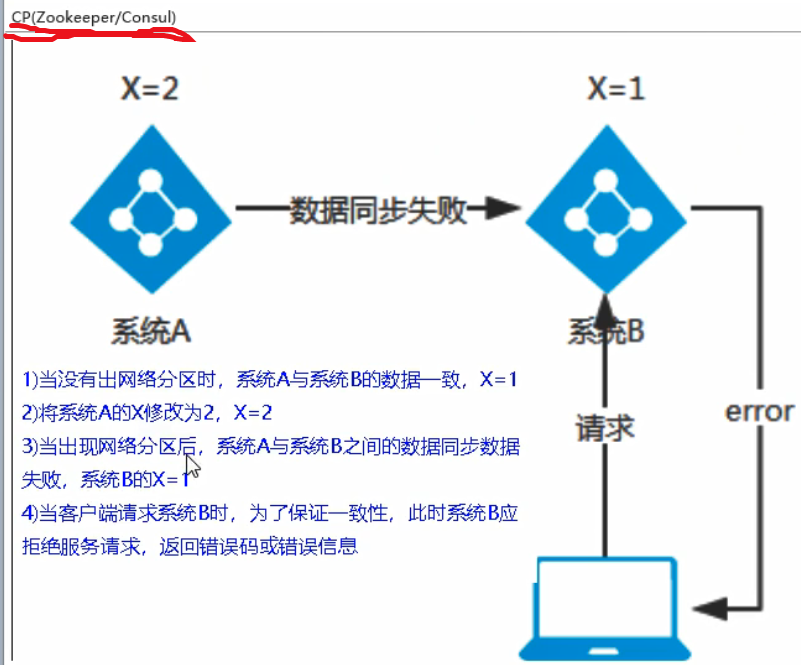 CP(Zookeeper/Consul)
X=2
X=1
数据同步失败
系统A
系统B
1)当没有出网络分区时，系统A与系统B的数据一致，X=1
2)将系统A的X修改为2，X=2
3)当出现网络分区后，系统A与系统B之间的数据同步数据
失败，系统B的X=1
4)当客户端请求系统B时，为了保证一致性，此时系统B应
拒绝服务请求，返回错误码或错误信息
请求
error